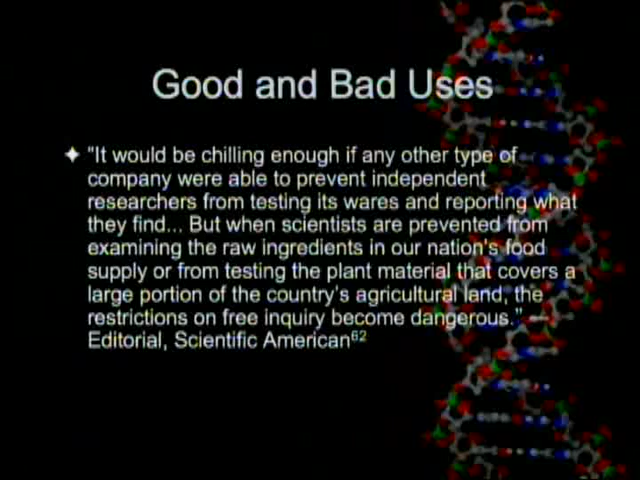 Good and Bad Uses
"It would be chilling enough if any other type of
company were able to prevent independent
researchers from testing its wares and reporting what
they find... But when scientists are prevented from
examining the raw ingredients in our nation's food
supply or from testing the plant material that covers a
large portion of the country's agricultural land, the
restrictions on free inquiry become dangerous." —
Editorial, Scientific American⁶²